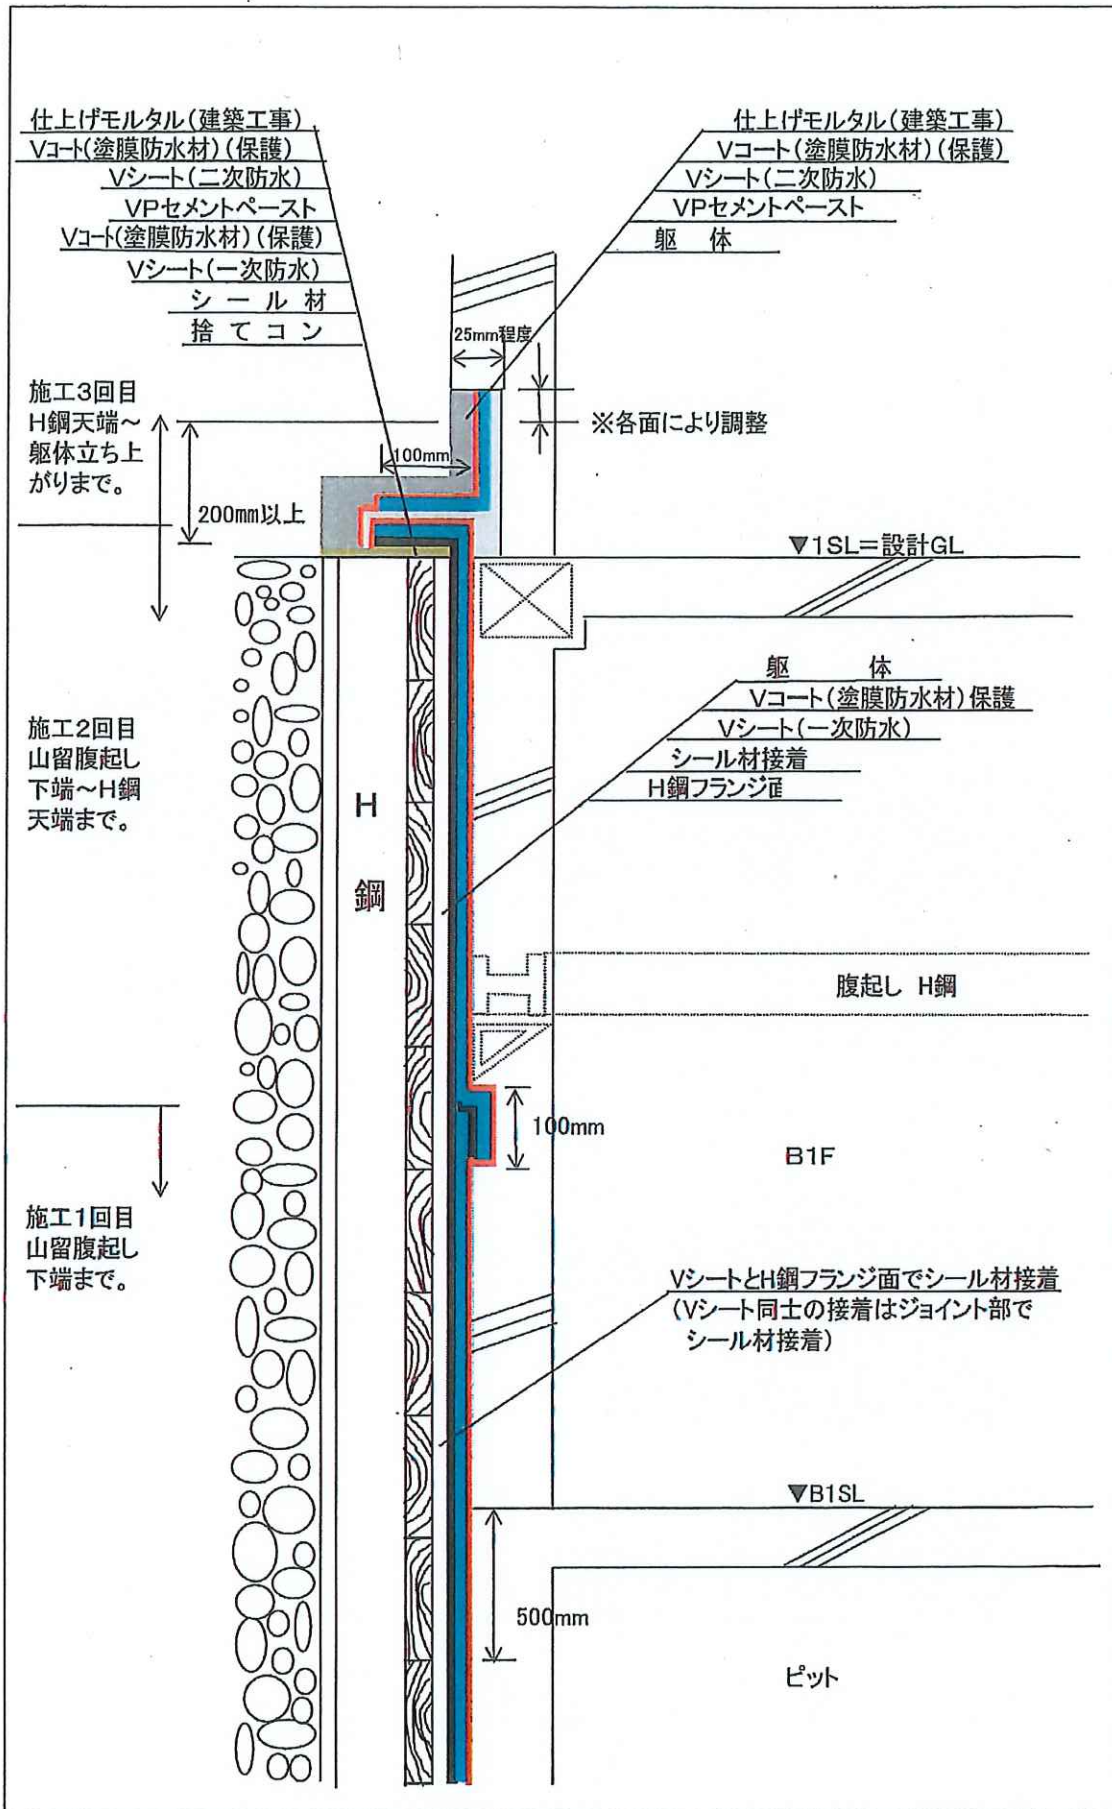 仕上げモルタル(建築工事)
Vコート(塗膜防水材)(保護)
Vシート(二次防水)
VPセメントペースト
Vコート(塗膜防水材)(保護)
Vシート(一次防水)
シール材
捨てコン
仕上げモルタル(建築工事)
Vコート(塗膜防水材)(保護)
Vシート(二次防水)
VPセメントペースト
躯体
25mm程度
施工3回目
H鋼天端~
躯体立ち上
がりまで。
※各面により調整
100mm
200mm以上
▼1SL=設計GL
躯体
Vコート(塗膜防水材)保護
Vシート(一次防水)
シール材接着
H鋼フランジ面
施工2回目
山留腹起し
下端~H鋼
天端まで。
H
鋼
腹起し H鋼
100mm
B1F
施工1回目
山留腹起し
下端まで。
VシートとH鋼フランジ面でシール材接着
(Vシート同士の接着はジョイント部で
シール材接着)
▼B1SL
500mm
ピット